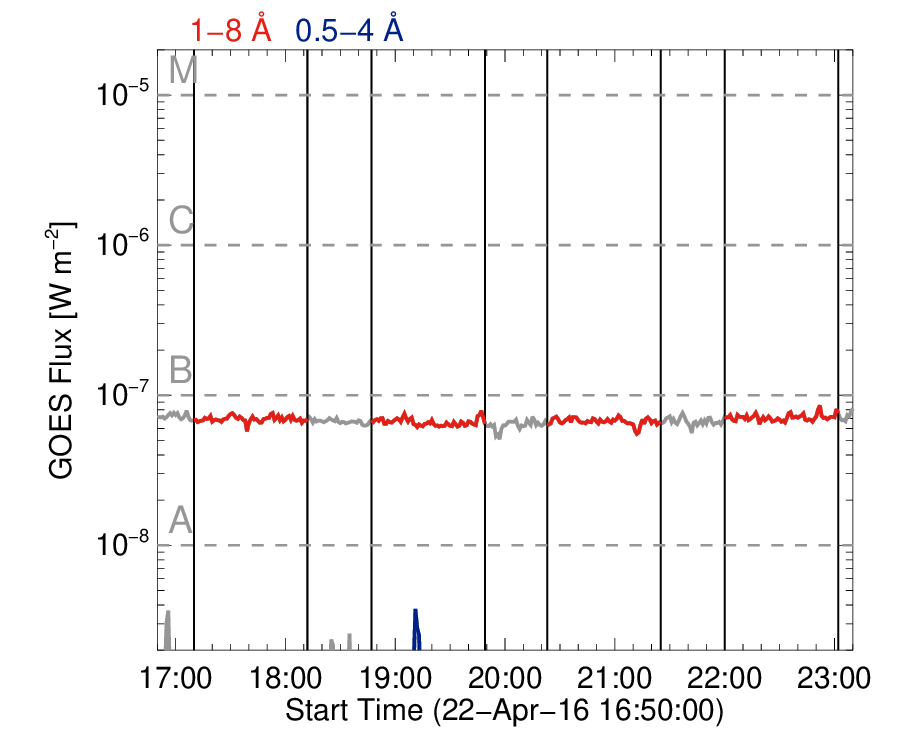 1−8 Å 0.5−4 Å
M
10⁻⁵
C
10⁻⁶
B
10⁻⁷
A
10⁻⁸
GOES Flux [W m⁻²]
17:00 18:00 19:00 20:00 21:00 22:00 23:00
Start Time (22−Apr−16 16:50:00)